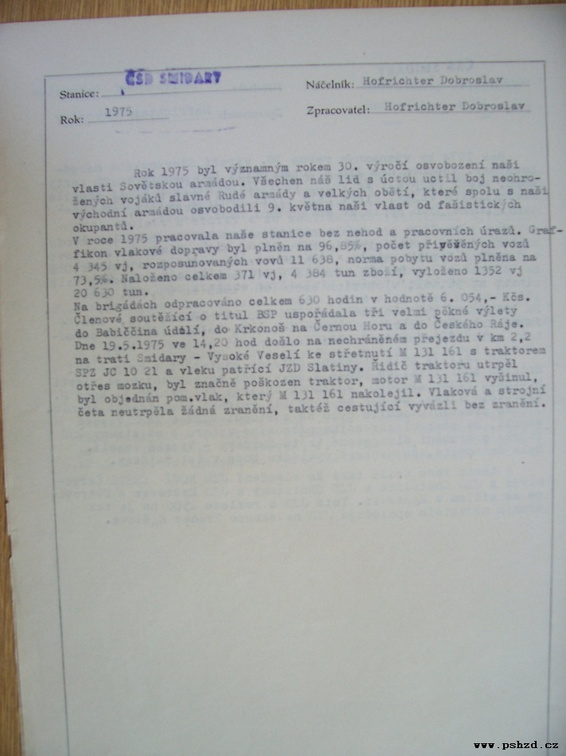 Stanice: ČSD SMIDARY
Náčelník: Hofrichter Dobroslav
Rok: 1975
Zpracovatel: Hofrichter Dobroslav
Rok 1975 byl významným rokem 30. výročí osvobození naší
vlasti Sovětskou armádou. Všechen náš lid s úctou uctil boj neohro-
žených vojáků slavné Rudé armády a velkých obětí, které spolu s naší
východní armádou osvobodili 9. května naši vlast od fašistických
okupantů.
V roce 1975 pracovala naše stanice bez nehod a pracovních úrazů. Graf-
fikon vlakové dopravy byl plněn na 96,85%, počet
vozů
4 345 vj, rozposunovaných vovů 11 638, norma pobytu vozů plněna na
73,5%. Naloženo celkem 371 vj, 4 384 tun zboží, vyloženo 1352 vj
20 630 tun.
Na brigádách odpracováno celkem 630 hodin v hodnotě 6. 054,- Kčs.
Členové soutěžící o titul BSP uspořádala tři velmi pěkné výlety
do Babiččina údálí, do Krkonoš na Černou Horu a do Českého Ráje.
Dne 19.5.1975 ve 14,20 hod došlo na nechráněném přejezdu v km 2,2
na trati Smidary - Vysoké Veselí ke střetnutí M 131 161 s traktorem
SPZ JC 10 21 a vleku patřící JZD Slatiny. Řidič traktoru utrpěl
otřes mozku, byl značně poškozen traktor, motor M 131 161 vyšinul,
byl objednán pom.vlak, který M 131 161 nakolejil. Vlaková a strojní
četa neutrpěla žádná zranění, taktéž cestující vyvázli bez zranění.
www.pshzd.cz